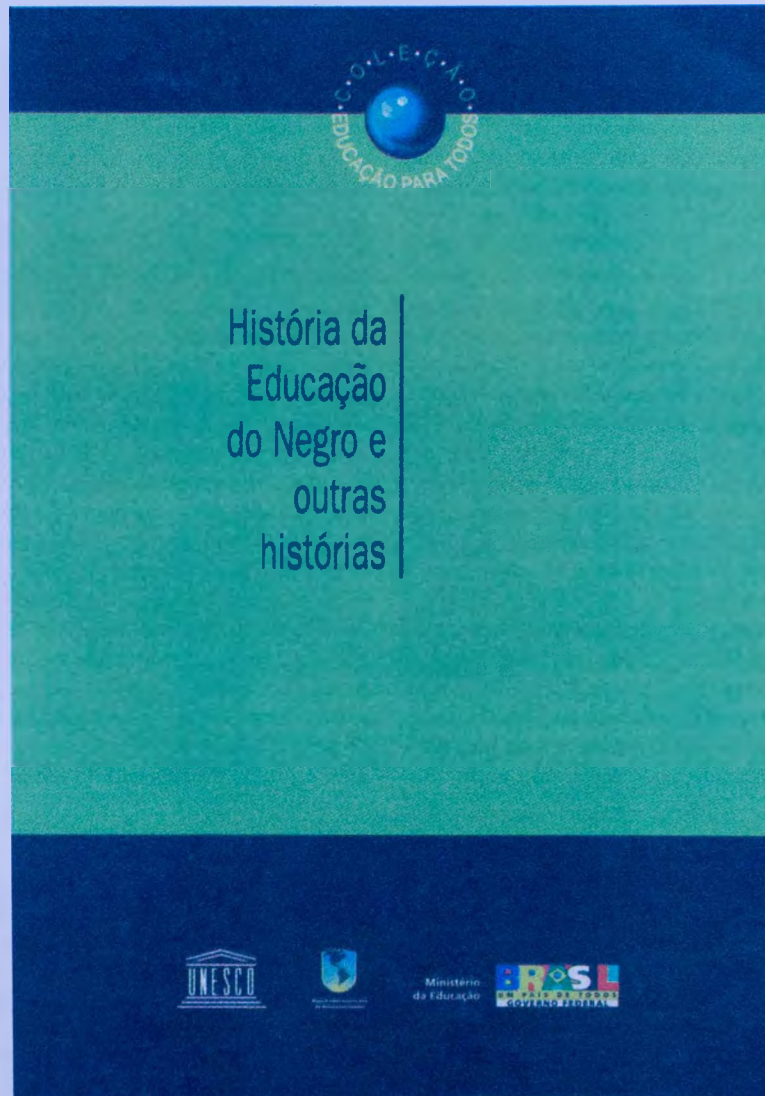 ·C·O·L·E·Ç·Ã·O·
EDUCAÇÃO PARA TODOS
História da
Educação
do Negro e
outras
histórias
UNESCO
Ministério
da Educação
BRASIL
UM PAÍS DE TODOS
GOVERNO FEDERAL